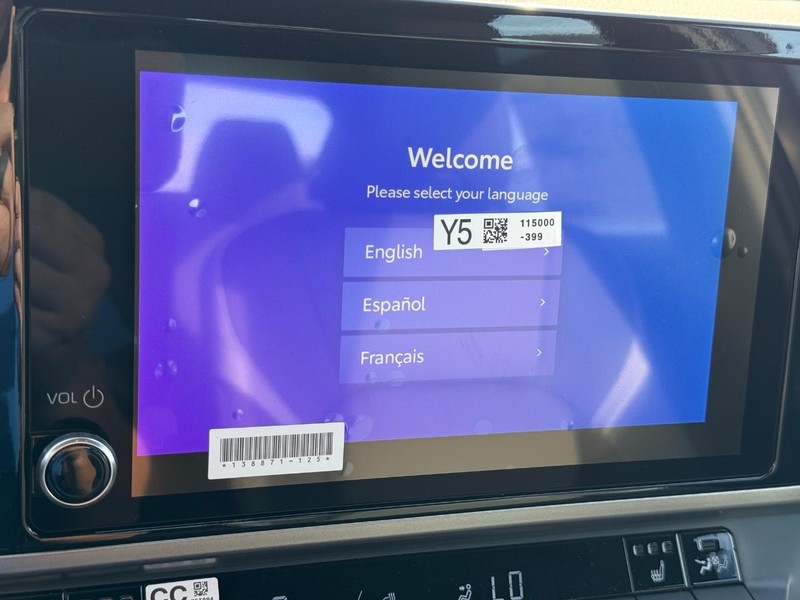 Welcome
Please select your language
Y5
115000
-399
English
Español
Français
VOL
*138871-125*
CC
LO